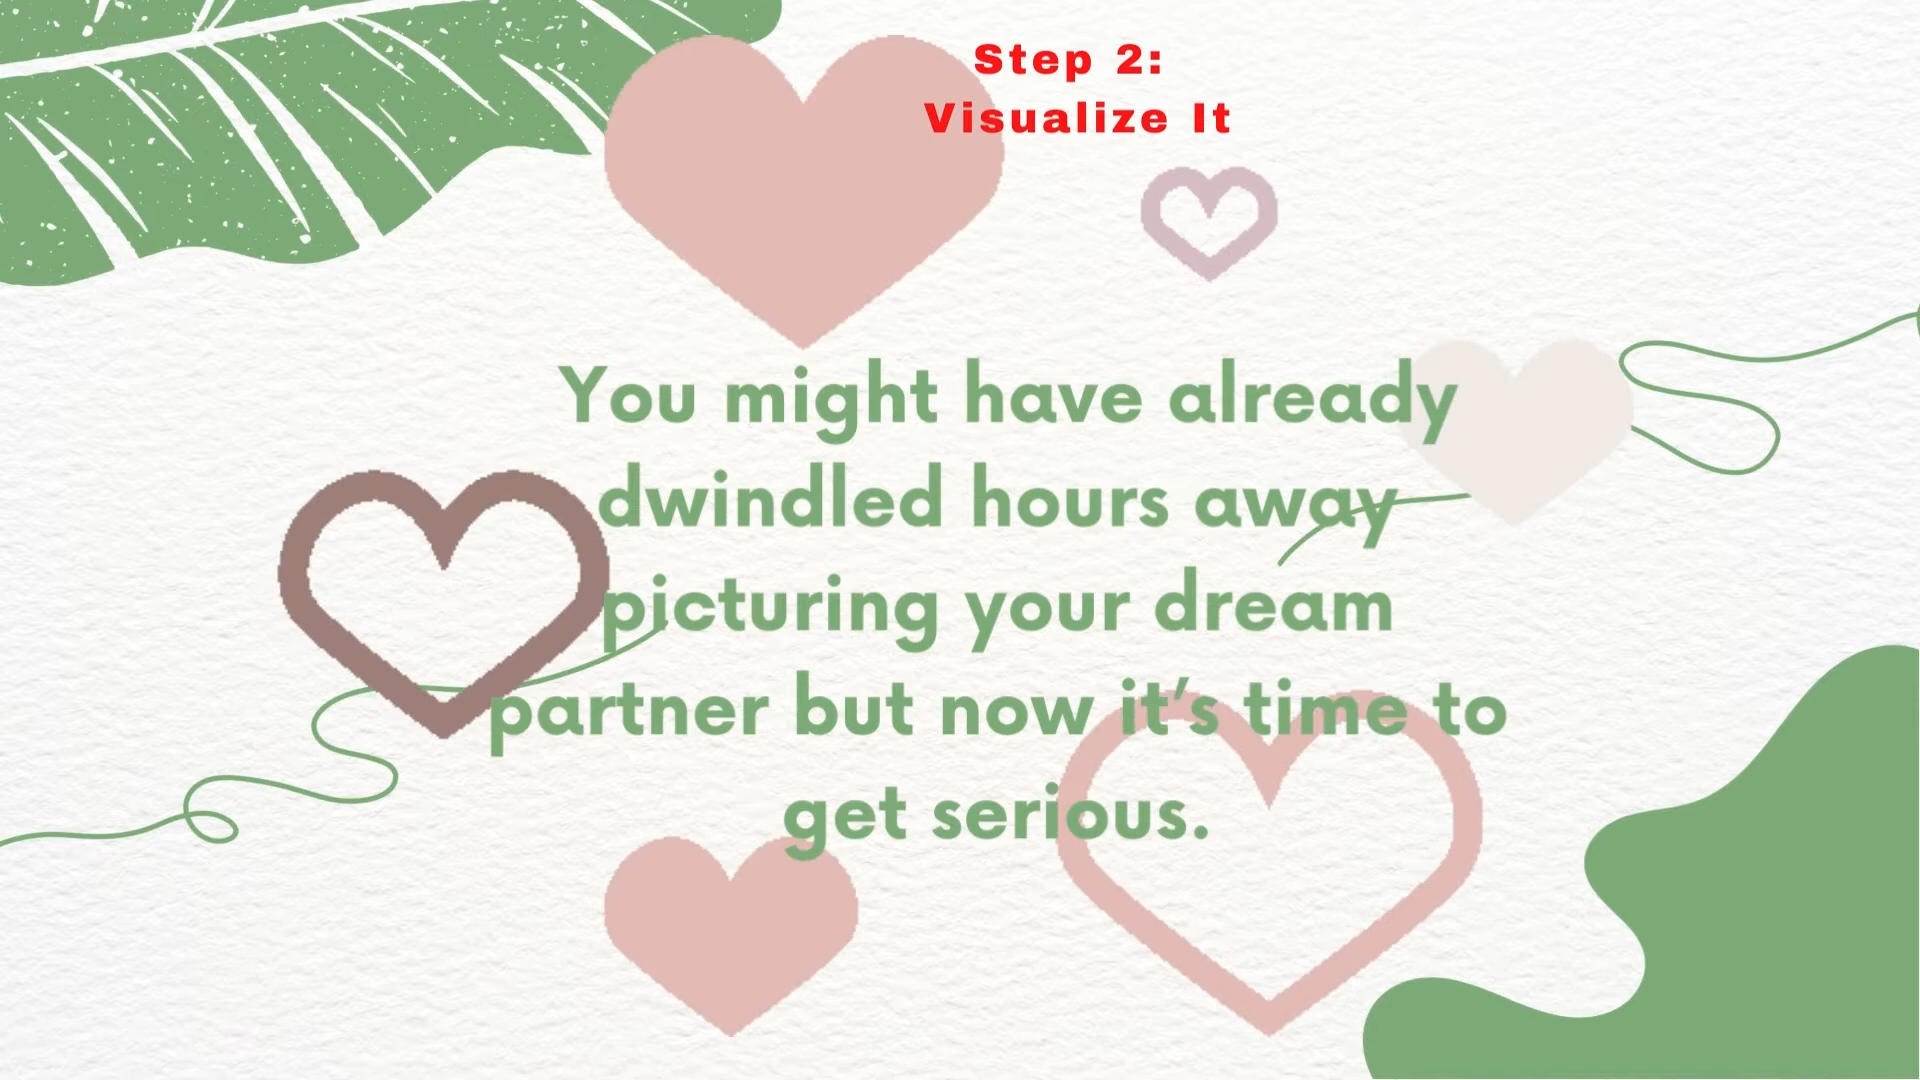 Step 2:
Visualize It
You might have already
dwindled hours away
picturing your dream
partner but now it’s time to
get serious.